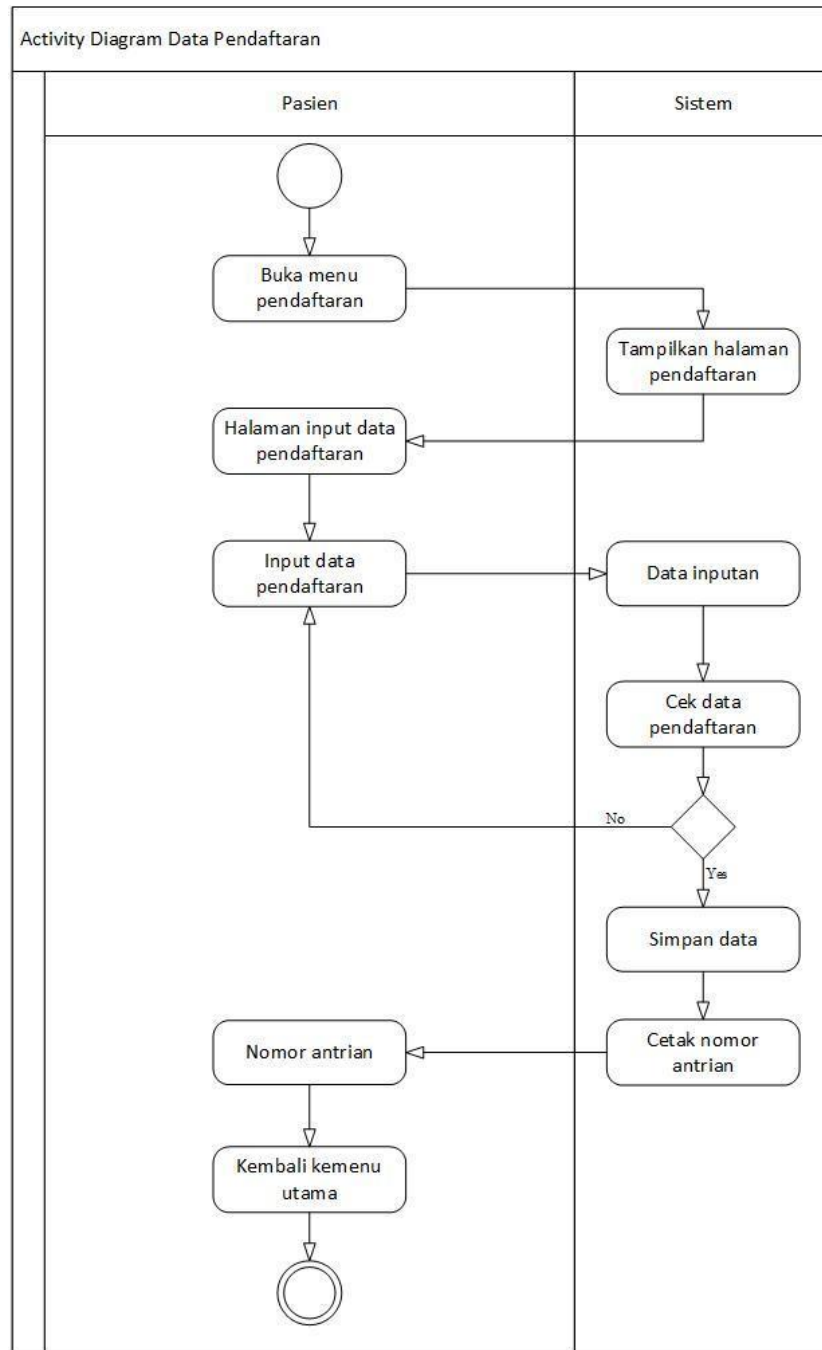 Activity Diagram Data Pendaftaran
Pasien
Sistem
Buka menu
pendaftaran
Tampilkan halaman
pendaftaran
Halaman input data
pendaftaran
Input data
pendaftaran
Data inputan
Cek data
pendaftaran
No
Yes
Simpan data
Cetak nomor
antrian
Nomor antrian
Kembali kemenu
utama